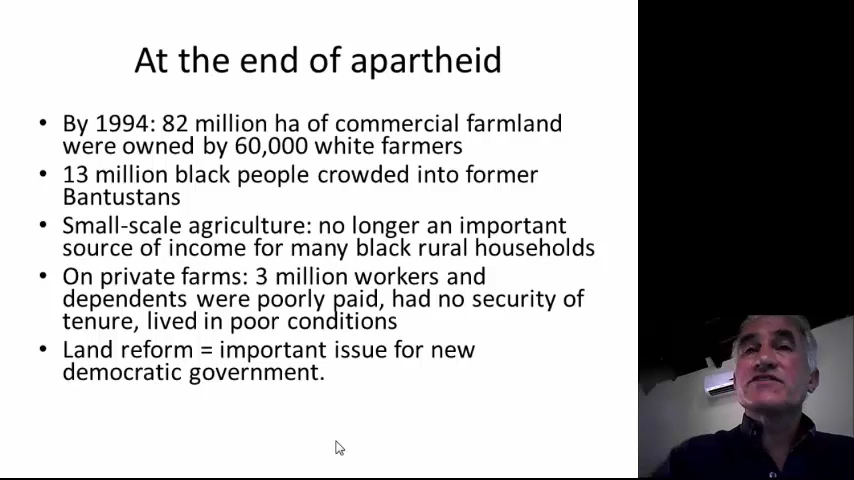 At the end of apartheid
• By 1994: 82 million ha of commercial farmland
were owned by 60,000 white farmers
• 13 million black people crowded into former
Bantustans
• Small-scale agriculture: no longer an important
source of income for many black rural households
• On private farms: 3 million workers and
dependents were poorly paid, had no security of
tenure, lived in poor conditions
• Land reform = important issue for new
democratic government.